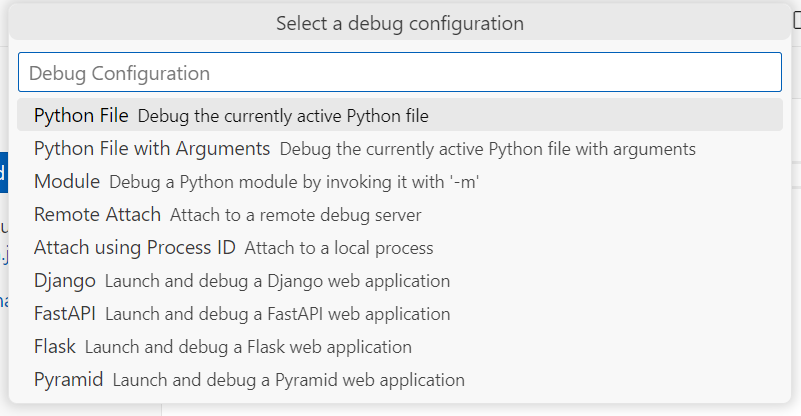 Select a debug configuration
Debug Configuration
Python File Debug the currently active Python file
Python File with Arguments Debug the currently active Python file with arguments
Module Debug a Python module by invoking it with '-m'
Remote Attach Attach to a remote debug server
Attach using Process ID Attach to a local process
Django Launch and debug a Django web application
FastAPI Launch and debug a FastAPI web application
Flask Launch and debug a Flask web application
Pyramid Launch and debug a Pyramid web application